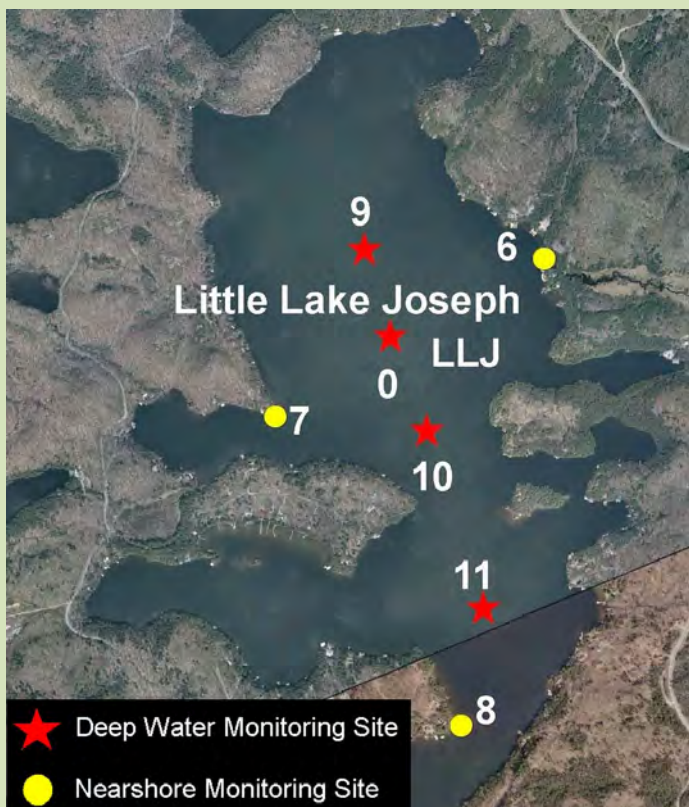 9
6
Little Lake Joseph
LLJ
0
7
10
11
8
Deep Water Monitoring Site
Nearshore Monitoring Site